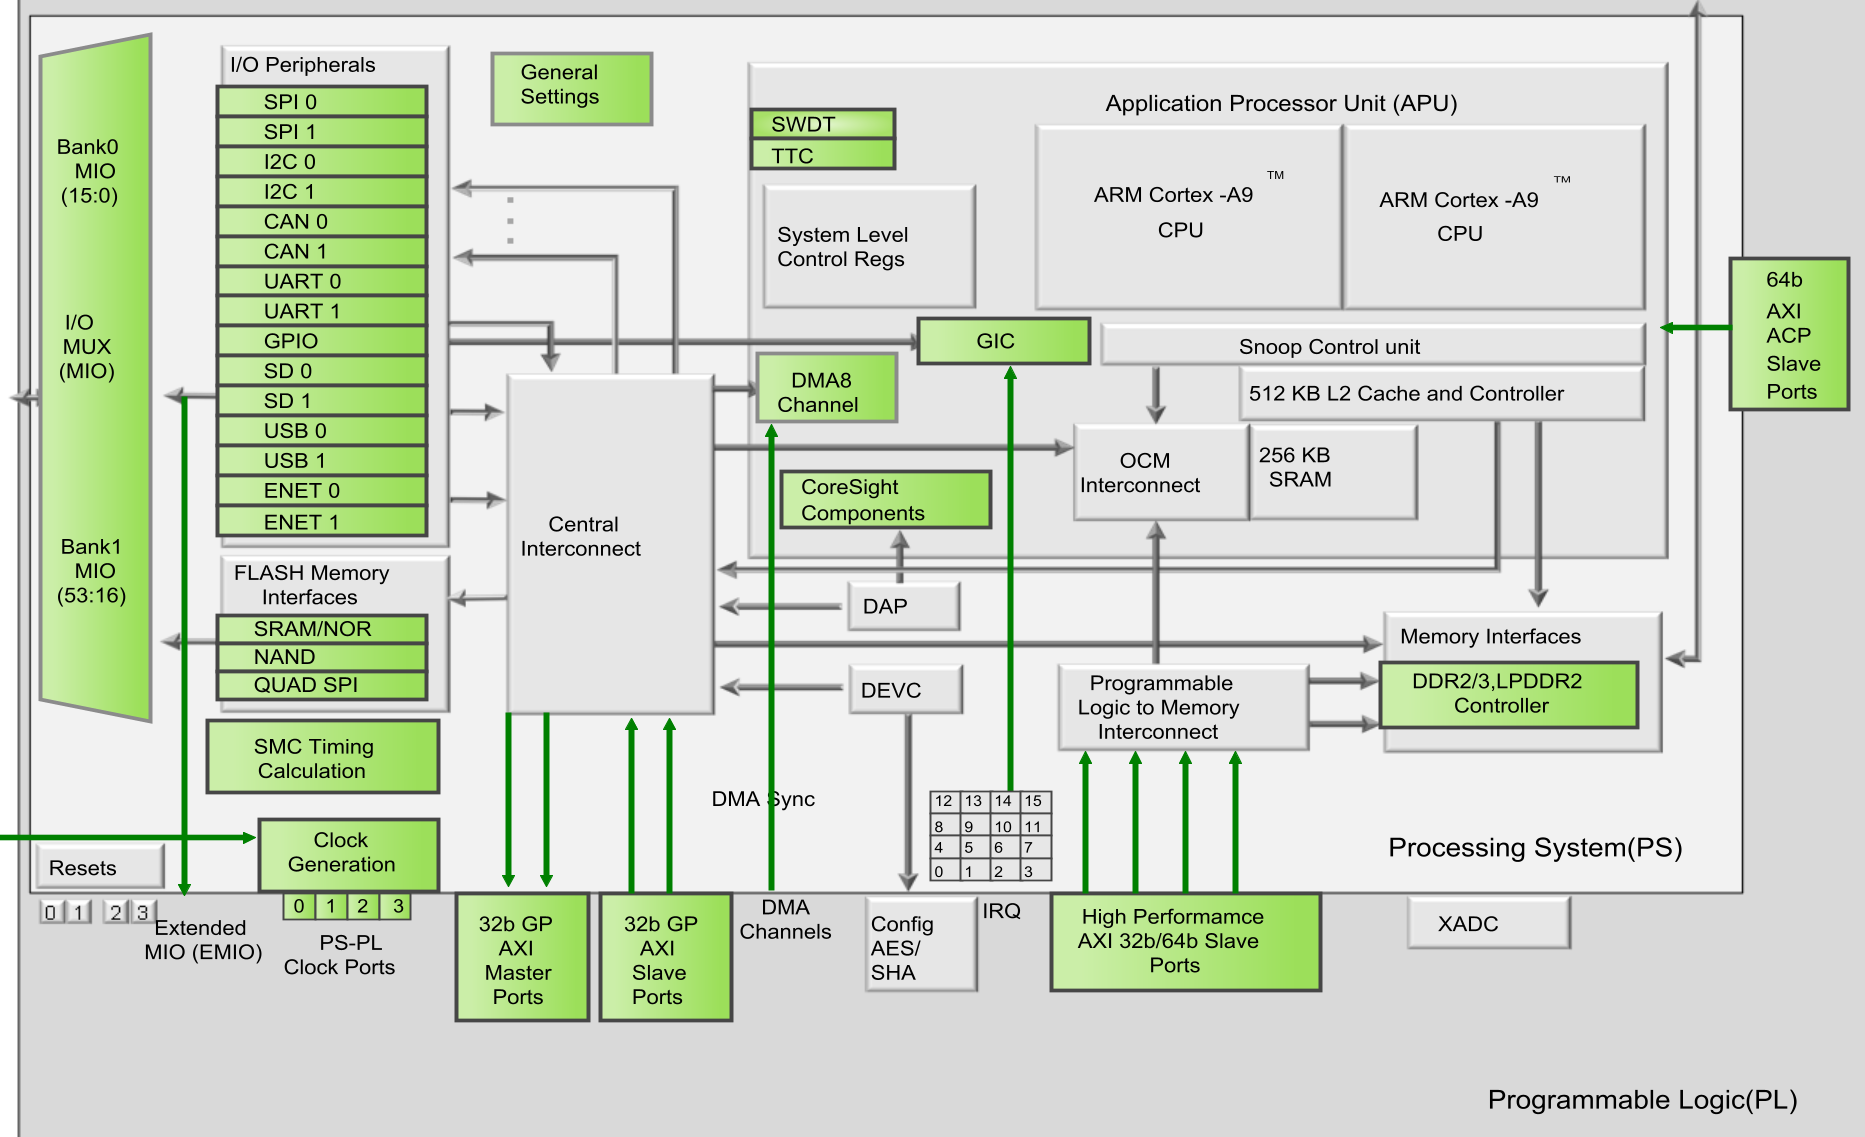 Bank0
MIO
(15:0)
I/O
MUX
(MIO)
Bank1
MIO
(53:16)
I/O Peripherals
SPI 0
SPI 1
I2C 0
I2C 1
CAN 0
CAN 1
UART 0
UART 1
GPIO
SD 0
SD 1
USB 0
USB 1
ENET 0
ENET 1
FLASH Memory
Interfaces
SRAM/NOR
NAND
QUAD SPI
SMC Timing
Calculation
Clock
Generation
Resets
0 1 2 3
Extended
MIO (EMIO)
0 1 2 3
PS-PL
Clock Ports
General
Settings
Central
Interconnect
32b GP
AXI
Master
Ports
32b GP
AXI
Slave
Ports
DMA Sync
DMA
Channels
Application Processor Unit (APU)
SWDT
TTC
System Level
Control Regs
ARM Cortex -A9 TM
CPU
ARM Cortex -A9 TM
CPU
GIC
Snoop Control unit
DMA8
Channel
512 KB L2 Cache and Controller
OCM
Interconnect
256 KB
SRAM
CoreSight
Components
DAP
DEVC
Memory Interfaces
DDR2/3,LPDDR2
Controller
Programmable
Logic to Memory
Interconnect
12 13 14 15
8 9 10 11
4 5 6 7
0 1 2 3
IRQ
Config
AES/
SHA
High Performamce
AXI 32b/64b Slave
Ports
XADC
64b
AXI
ACP
Slave
Ports
Processing System(PS)
Programmable Logic(PL)